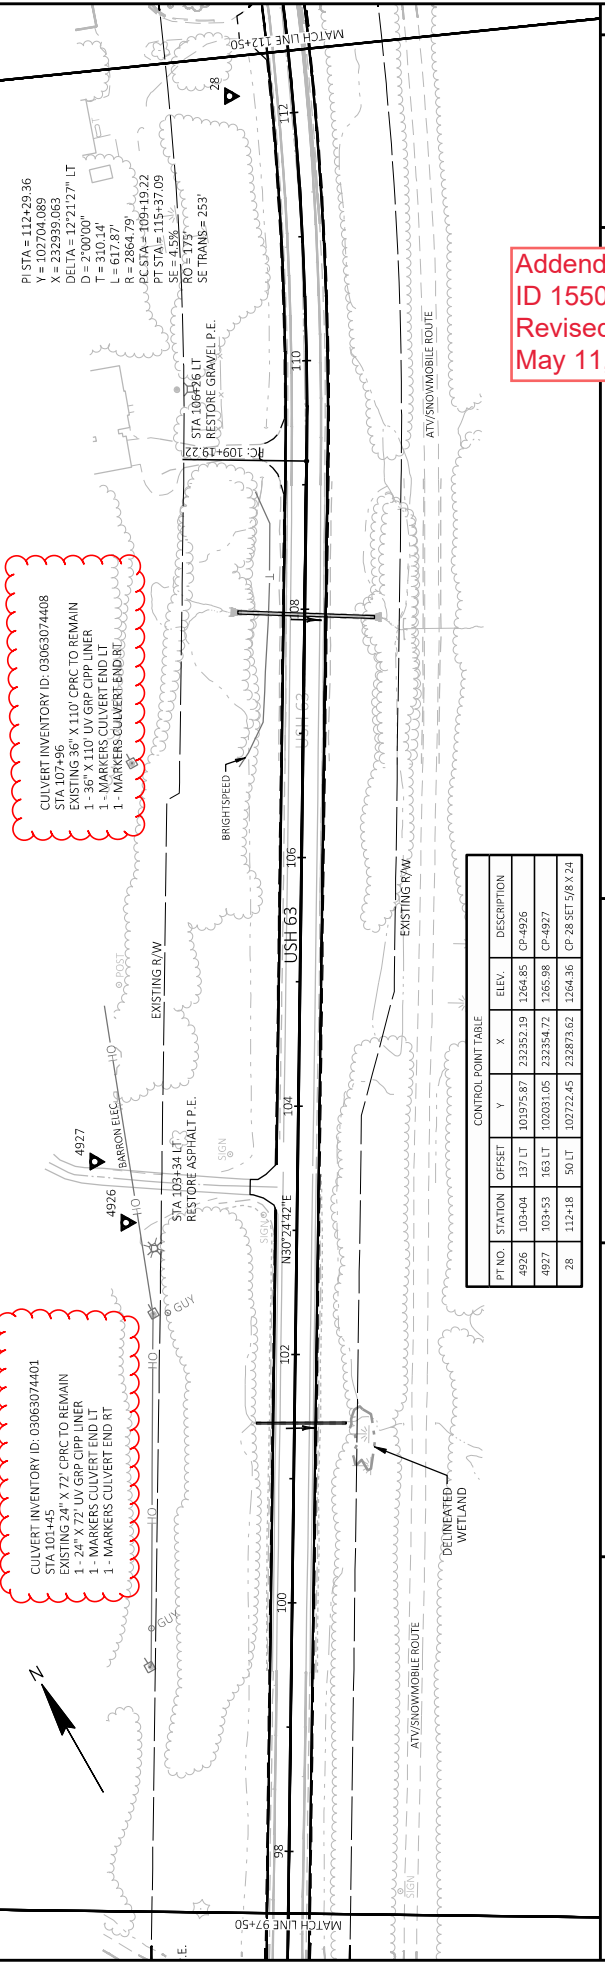 MATCH LINE 112+50
28
112
PI STA = 112+29.36
Y = 102704.089
X = 232939.063
DELTA = 12°21'27" LT
D = 2°00'00"
T = 310.14'
L = 617.87'
R = 2864.79'
PC STA = 109+19.22
PT STA = 115+37.09
SE = 4.5%
RO = 175'
SE TRANS = 253'
Addend
ID 1550
Revised
May 11
110
ATV/SNOWMOBILE ROUTE
STA 106+26 LT
RESTORE GRAVEL P.E.
PC: 109+19.22
CULVERT INVENTORY ID: 03063074408
STA 107+96
EXISTING 36" X 110' CPRC TO REMAIN
1 - 36" X 110' UV GRP CIPP LINER
1 - MARKERS CULVERT END LT
1 - MARKERS CULVERT END RT
T
108
USH 63
BRIGHTSPEED
106
USH 63
EXISTING R/W
EXISTING R/W
POST
HO
BARRON ELEC
HO
4927
4926
104
SIGN
STA 103+34 LT
RESTORE ASPHALT P.E.
SIGN
N30°24'42"E
CONTROL POINT TABLE
PT NO. STATION OFFSET Y X ELEV. DESCRIPTION
4926 103+04 137 LT 101975.87 232352.19 1264.85 CP-4926
4927 103+53 163 LT 102031.05 232354.72 1265.98 CP-4927
28 112+18 50 LT 102722.45 232873.62 1264.36 CP-28 SET 5/8 X 24
GUY
HO
102
CULVERT INVENTORY ID: 03063074401
STA 101+45
EXISTING 24" X 72' CPRC TO REMAIN
1 - 24" X 72' UV GRP CIPP LINER
1 - MARKERS CULVERT END LT
1 - MARKERS CULVERT END RT
HO
DELINEATED
WETLAND
100
GUY
ATV/SNOWMOBILE ROUTE
N
98
SIGN
MATCH LINE 97+50
.E.